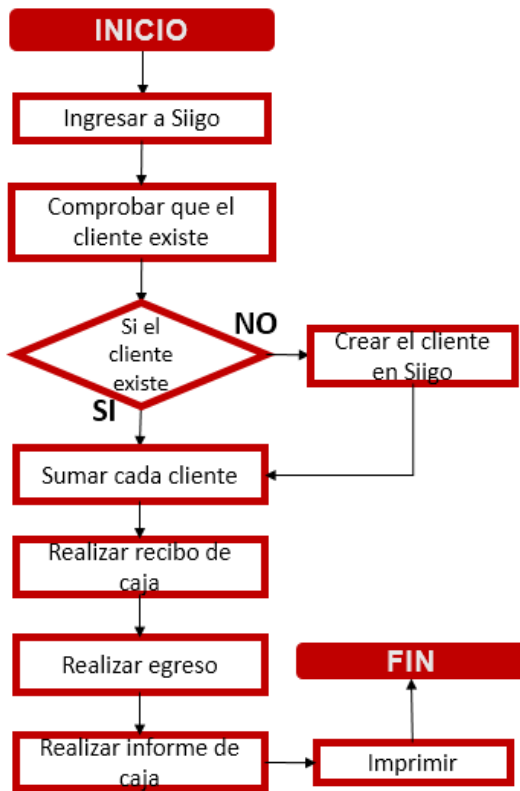 INICIO
Ingresar a Siigo
Comprobar que el
cliente existe
Si el
cliente
existe
NO
SI
Crear el cliente
en Siigo
Sumar cada cliente
Realizar recibo de
caja
Realizar egreso
Realizar informe de
caja
Imprimir
FIN